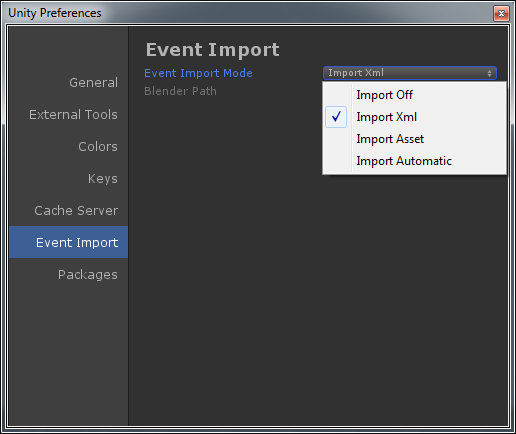 Unity Preferences
General
External Tools
Colors
Keys
Cache Server
Event Import
Packages
Event Import
Event Import Mode
Import Xml
Blender Path
Import Off
Import Xml
Import Asset
Import Automatic